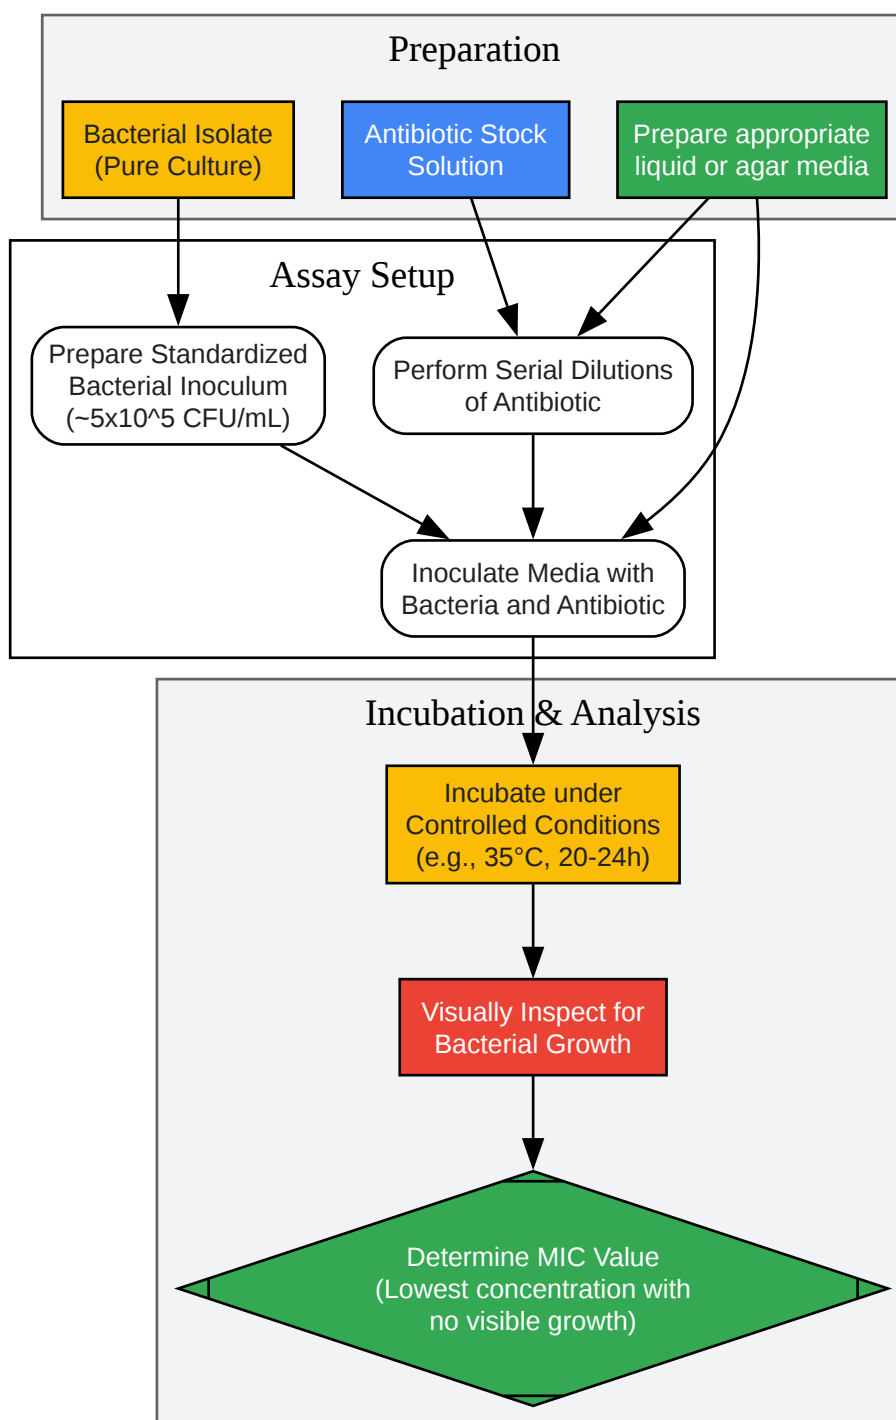 Preparation
Bacterial Isolate
(Pure Culture)
Antibiotic Stock
Solution
Prepare appropriate
liquid or agar media
Assay Setup
Prepare Standardized
Bacterial Inoculum
(~5x10^5 CFU/mL)
Perform Serial Dilutions
of Antibiotic
Inoculate Media with
Bacteria and Antibiotic
Incubation & Analysis
Incubate under
Controlled Conditions
(e.g., 35°C, 20-24h)
Visually Inspect for
Bacterial Growth
Determine MIC Value
(Lowest concentration with
no visible growth)